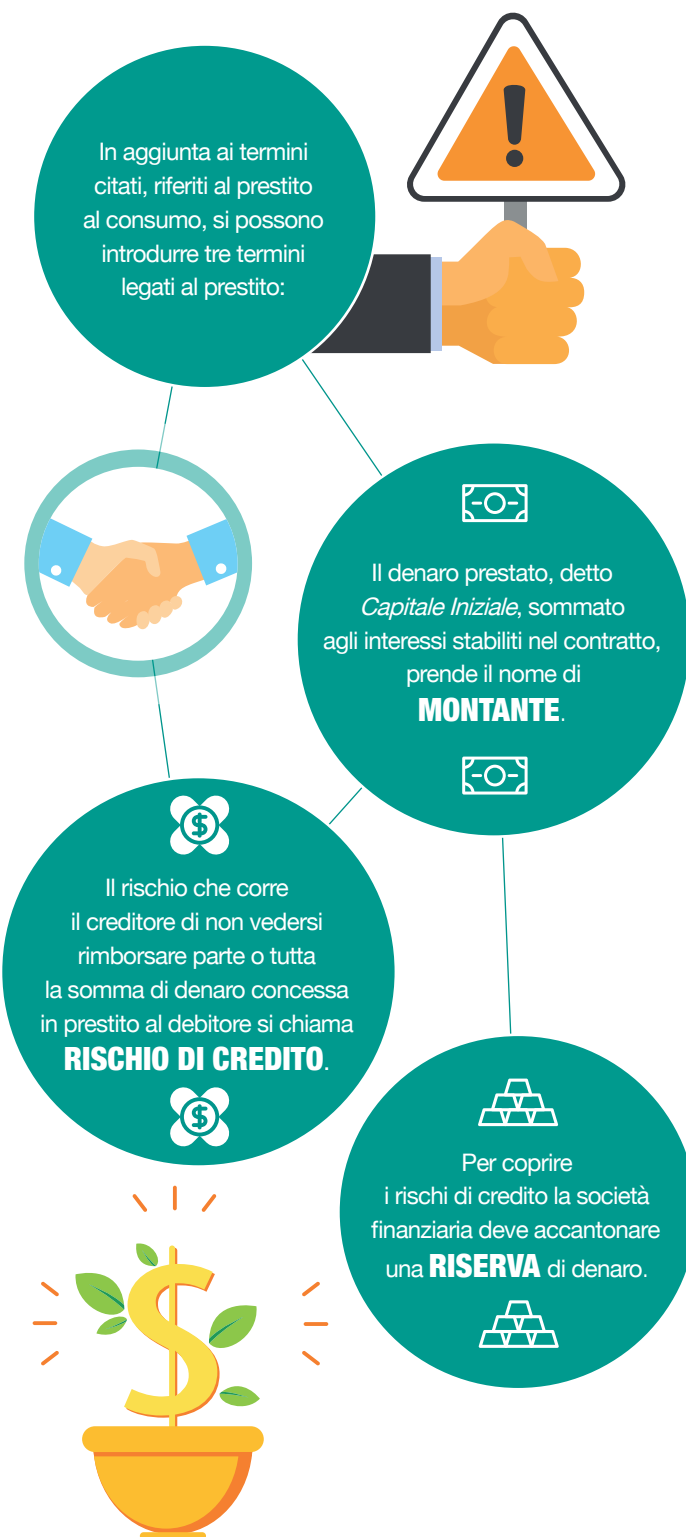 In aggiunta ai termini
citati, riferiti al prestito
al consumo, si possono
introdurre tre termini
legati al prestito:
Il denaro prestato, detto
Capitale Iniziale, sommato
agli interessi stabiliti nel contratto,
prende il nome di
MONTANTE.
Il rischio che corre
il creditore di non vedersi
rimborsare parte o tutta
la somma di denaro concessa
in prestito al debitore si chiama
RISCHIO DI CREDITO.
Per coprire
i rischi di credito la società
finanziaria deve accantonare
una RISERVA di denaro.